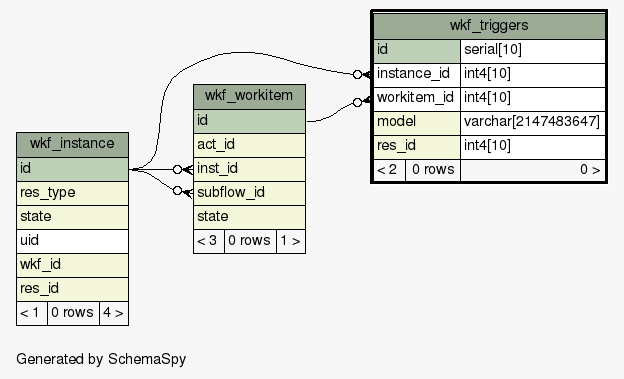 wkf_triggers
id serial[10]
instance_id int4[10]
workitem_id int4[10]
model varchar[2147483647]
res_id int4[10]
< 2 0 rows 0 >
wkf_workitem
id
act_id
inst_id
subflow_id
state
< 3 0 rows 1 >
wkf_instance
id
res_type
state
uid
wkf_id
res_id
< 1 0 rows 4 >
Generated by SchemaSpy